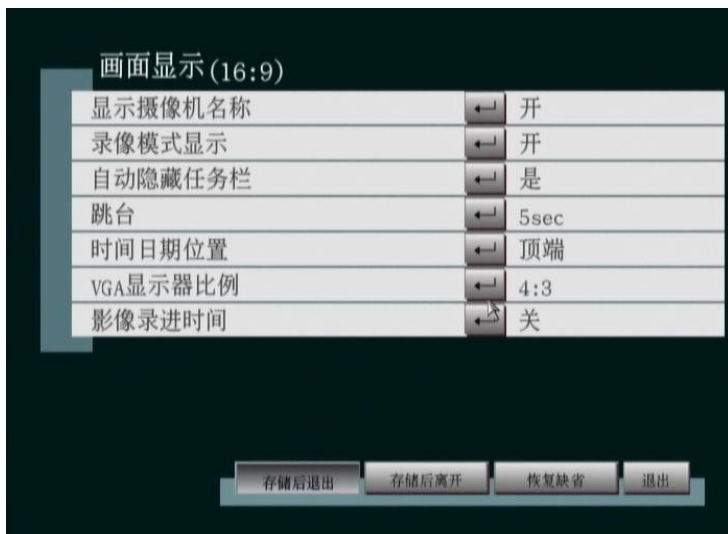 画面显示(16:9)
显示摄像机名称 开
录像模式显示 开
自动隐藏任务栏 是
跳台 5sec
时间日期位置 顶端
VGA显示器比例 4:3
影像录进时间 关
存储后退出 存储后离开 恢复缺省 退出